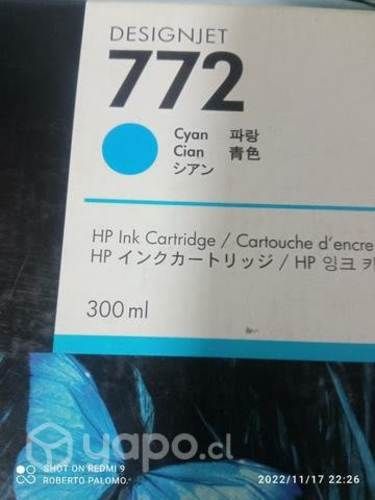 DESIGNJET
772
Cyan 파랑
Cian 青色
シアン
HP Ink Cartridge / Cartouche d'encre
HP インクカートリッジ / HP 잉크
300 ml
yapo.cl
SHOT ON REDMI 9
ROBERTO PALOMO.
2022/11/17 22:26